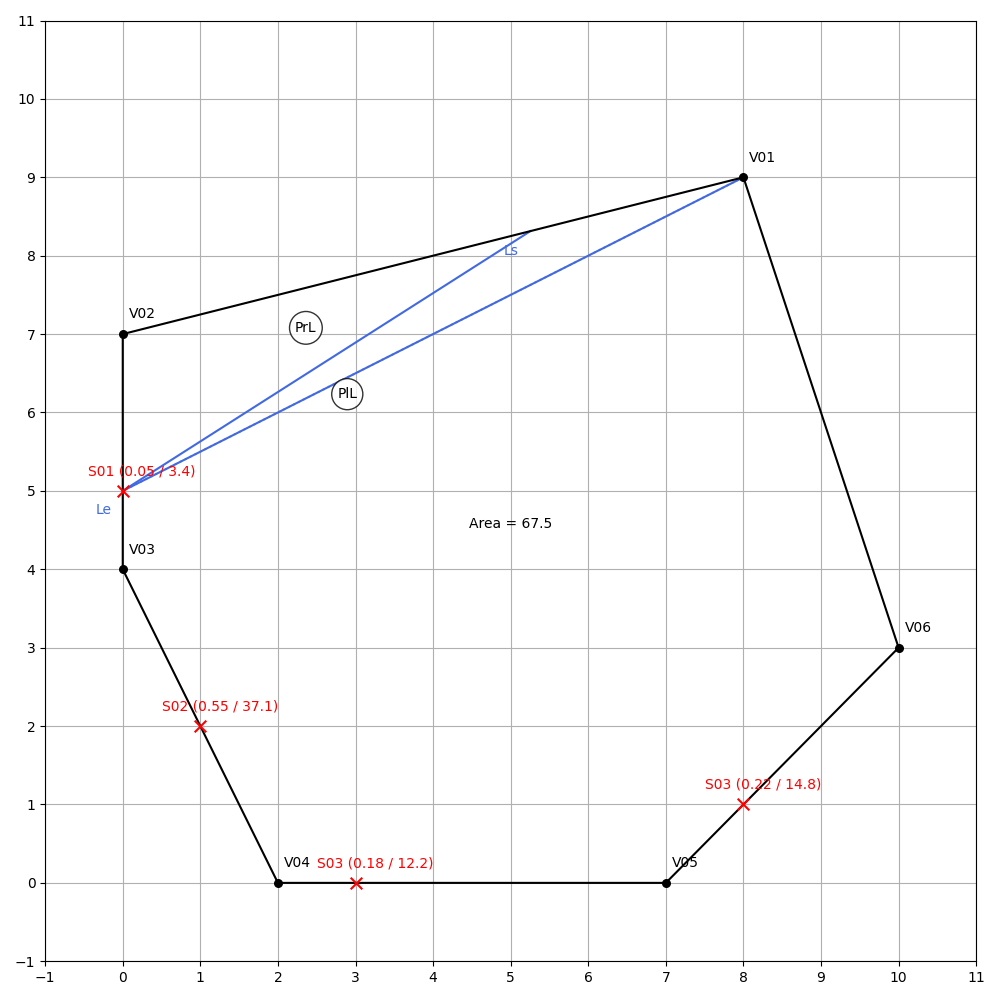 11
10
9
8
7
6
5
4
3
2
1
0
−1
V01
Ls
V02
PrL
PlL
S01 (0.05 / 3.4)
Le
Area = 67.5
V03
V06
S02 (0.55 / 37.1)
S03 (0.22 / 14.8)
V04
S03 (0.18 / 12.2)
V05
−1 0 1 2 3 4 5 6 7 8 9 10 11